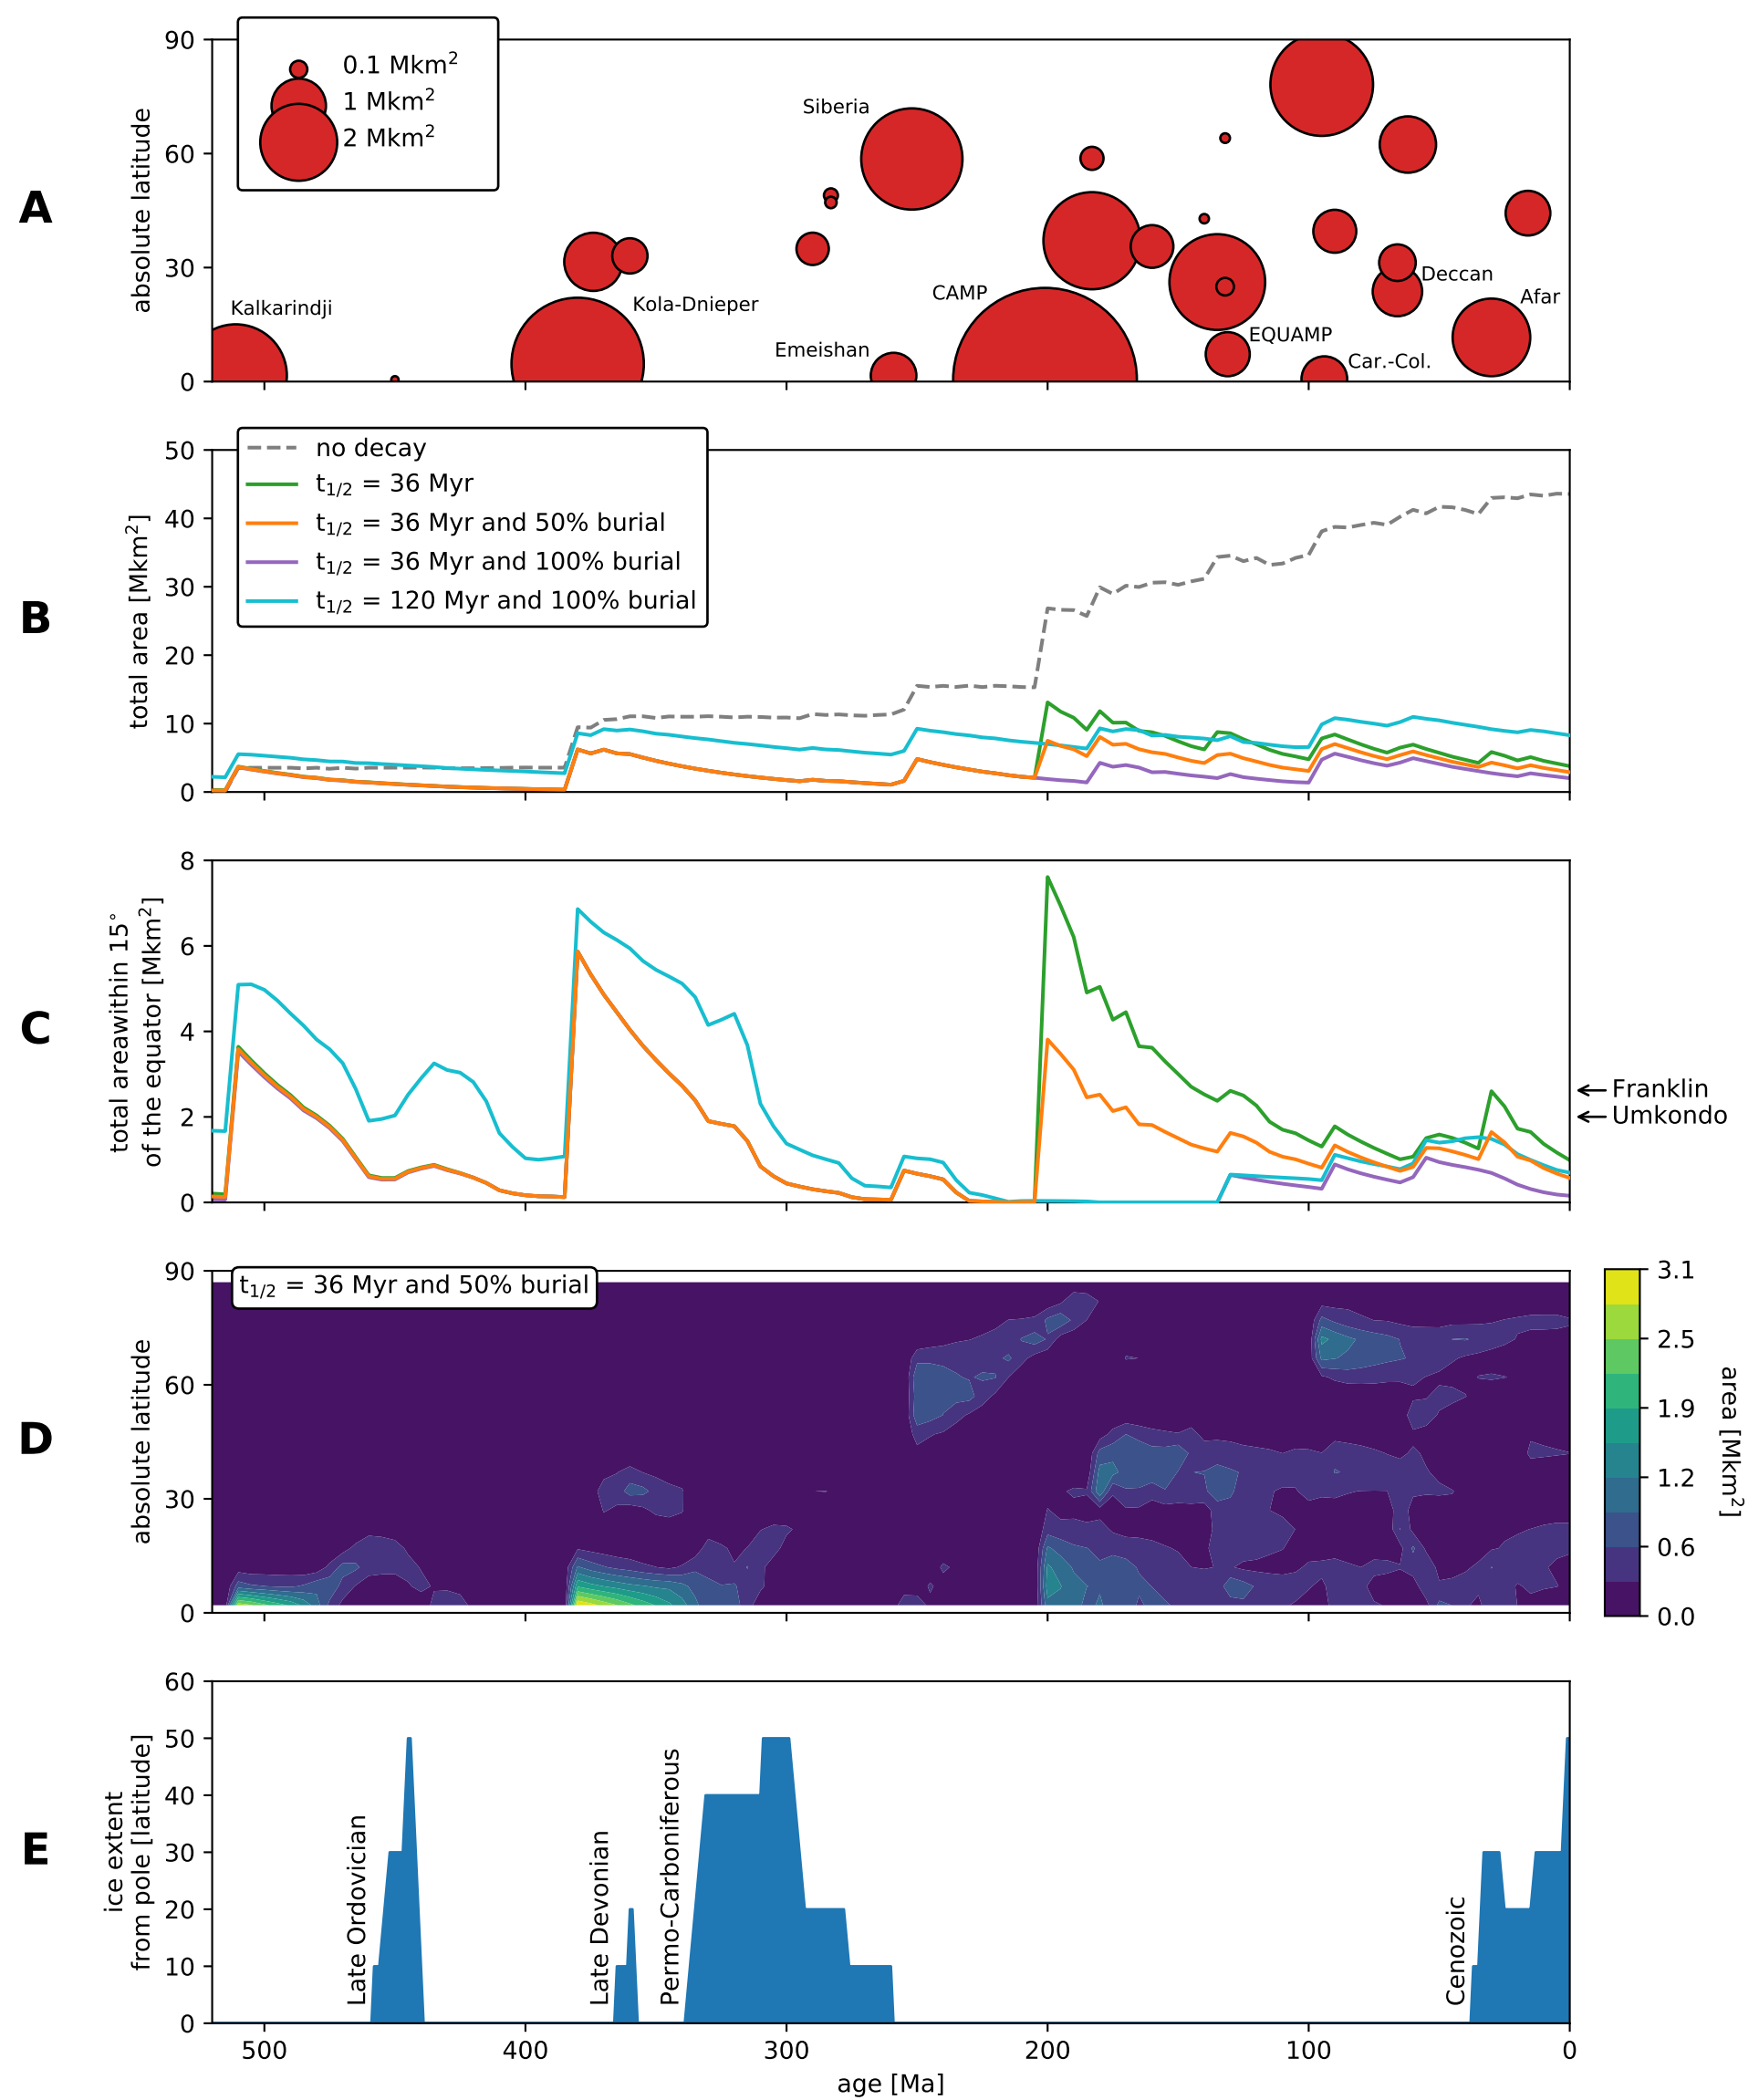 A
absolute latitude
90
60
30
0
0.1 Mkm²
1 Mkm²
2 Mkm²
Siberia
Kalkarindji
Kola-Dnieper
Emeishan
CAMP
EQUAMP
Car.-Col.
Deccan
Afar
B
total area [Mkm²]
50
40
30
20
10
0
no decay
t₁/₂ = 36 Myr
t₁/₂ = 36 Myr and 50% burial
t₁/₂ = 36 Myr and 100% burial
t₁/₂ = 120 Myr and 100% burial
C
total areawithin 15°
of the equator [Mkm²]
8
6
4
2
0
Franklin
Umkondo
D
absolute latitude
90
60
30
0
t₁/₂ = 36 Myr and 50% burial
3.1
2.5
1.9
1.2
0.6
0.0
area [Mkm²]
E
ice extent
from pole [latitude]
60
50
40
30
20
10
0
Late Ordovician
Late Devonian
Permo-Carboniferous
Cenozoic
500
400
300
200
100
0
age [Ma]